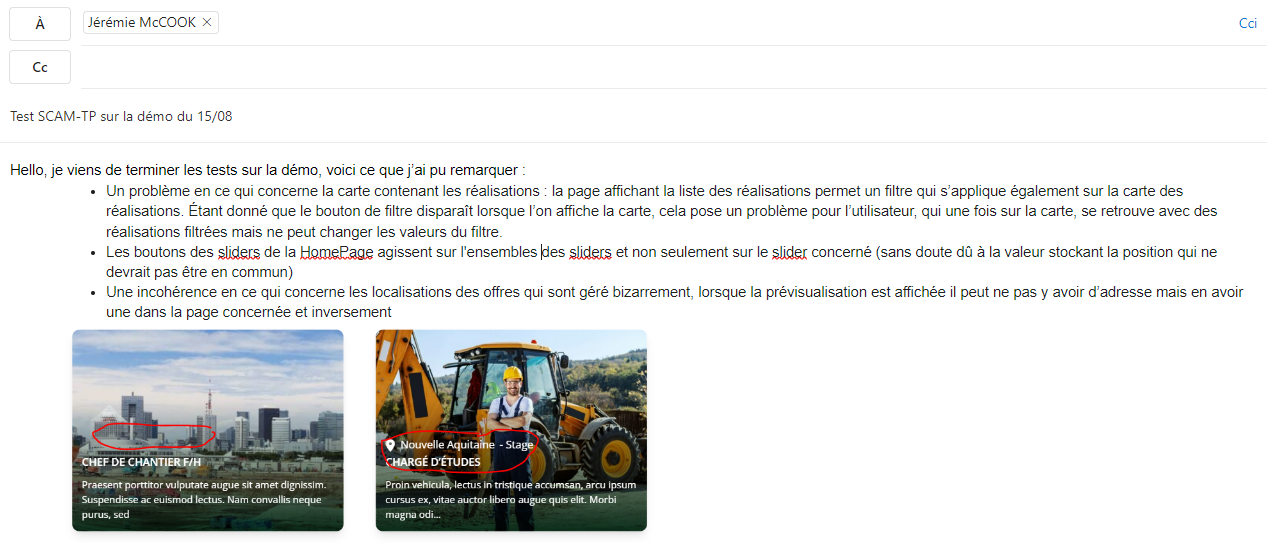 À
Jérémie McCOOK
Cci
Cc
Test SCAM-TP sur la démo du 15/08
Hello, je viens de terminer les tests sur la démo, voici ce que j’ai pu remarquer :
• Un problème en ce qui concerne la carte contenant les réalisations : la page affichant la liste des réalisations permet un filtre qui s’applique également sur la carte des
réalisations. Étant donné que le bouton de filtre disparaît lorsque l’on affiche la carte, cela pose un problème pour l’utilisateur, qui une fois sur la carte, se retrouve avec des
réalisations filtrées mais ne peut changer les valeurs du filtre.
• Les boutons des sliders de la HomePage agissent sur l'ensembles des sliders et non seulement sur le slider concerné (sans doute dû à la valeur stockant la position qui ne
devrait pas être en commun)
• Une incohérence en ce qui concerne les localisations des offres qui sont géré bizarrement, lorsque la prévisualisation est affichée il peut ne pas y avoir d’adresse mais en avoir
une dans la page concernée et inversement
CHEF DE CHANTIER F/H
Praesent porttitor vulputate augue sit amet dignissim.
Suspendisse ac euismod lectus. Nam convallis neque
purus, sed
Nouvelle Aquitaine - Stage
CHARGÉ D’ÉTUDES
Proin vehicula, lectus in tristique accumsan, arcu ipsum
cursus ex, vitae auctor libero augue quis elit. Morbi
magna odi...